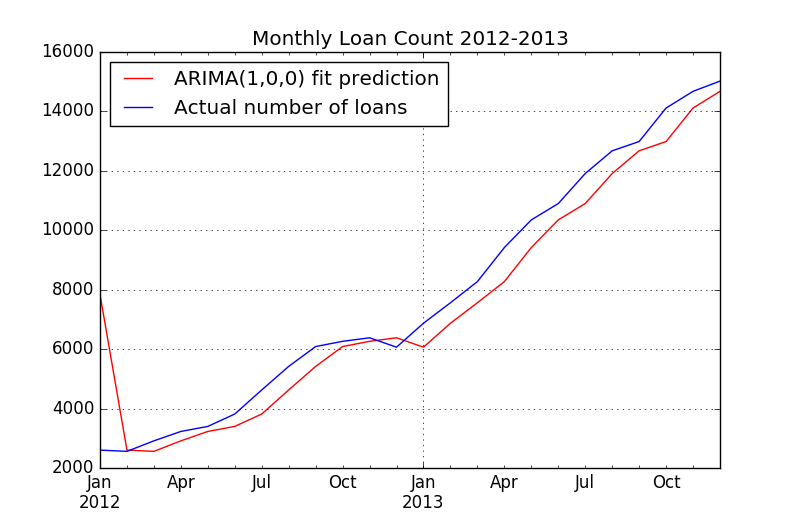 Monthly Loan Count 2012-2013
16000
14000
12000
10000
8000
6000
4000
2000
ARIMA(1,0,0) fit prediction
Actual number of loans
Jan Apr Jul Oct Jan Apr Jul Oct
2012 2013